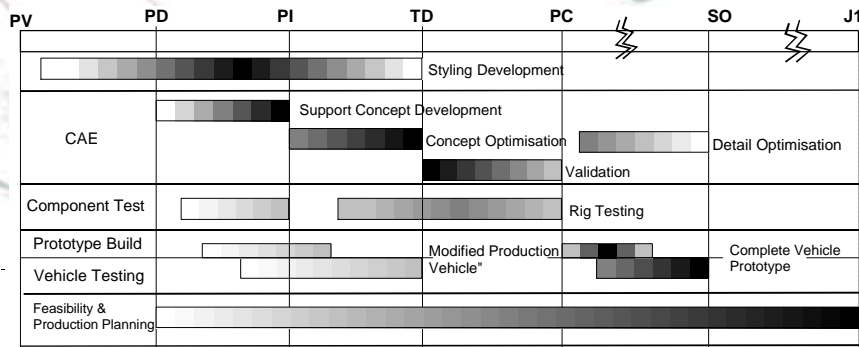 PV PD PI TD PC SO J1
Styling Development
Support Concept Development
CAE
Concept Optimisation
Detail Optimisation
Validation
Component Test
Rig Testing
Prototype Build
Modified Production
Vehicle"
Complete Vehicle
Prototype
Vehicle Testing
Feasibility &
Production Planning